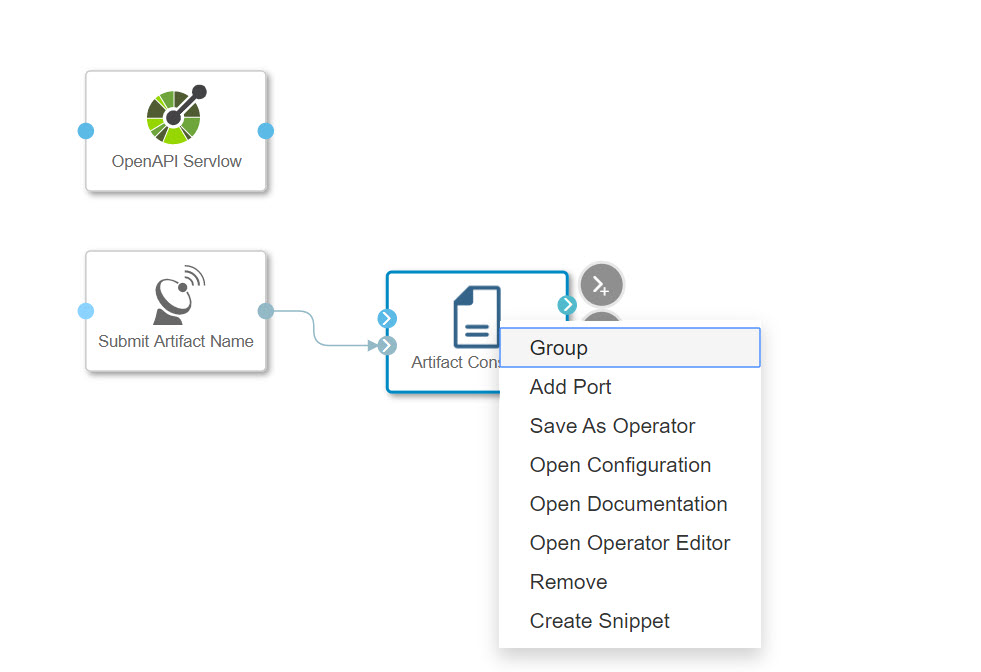 OpenAPI Servlow
Submit Artifact Name
Artifact Cons
Group
Add Port
Save As Operator
Open Configuration
Open Documentation
Open Operator Editor
Remove
Create Snippet